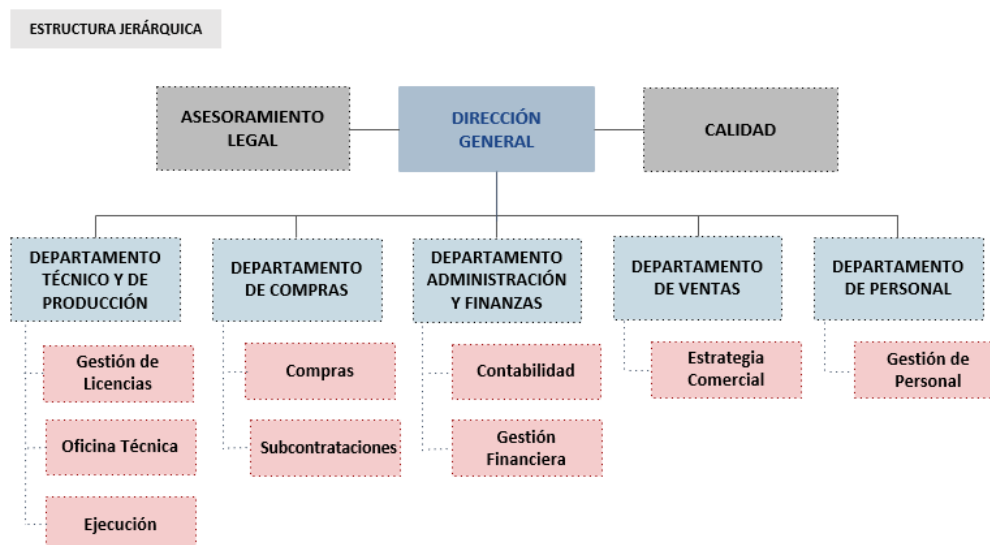 ESTRUCTURA JERÁRQUICA
ASESORAMIENTO
LEGAL
DIRECCIÓN
GENERAL
CALIDAD
DEPARTAMENTO
TÉCNICO Y DE
PRODUCCIÓN
DEPARTAMENTO
DE COMPRAS
DEPARTAMENTO
ADMINISTRACIÓN
Y FINANZAS
DEPARTAMENTO
DE VENTAS
DEPARTAMENTO
DE PERSONAL
Gestión de
Licencias
Compras
Contabilidad
Estrategia
Comercial
Gestión de
Personal
Oficina Técnica
Subcontrataciones
Gestión
Financiera
Ejecución